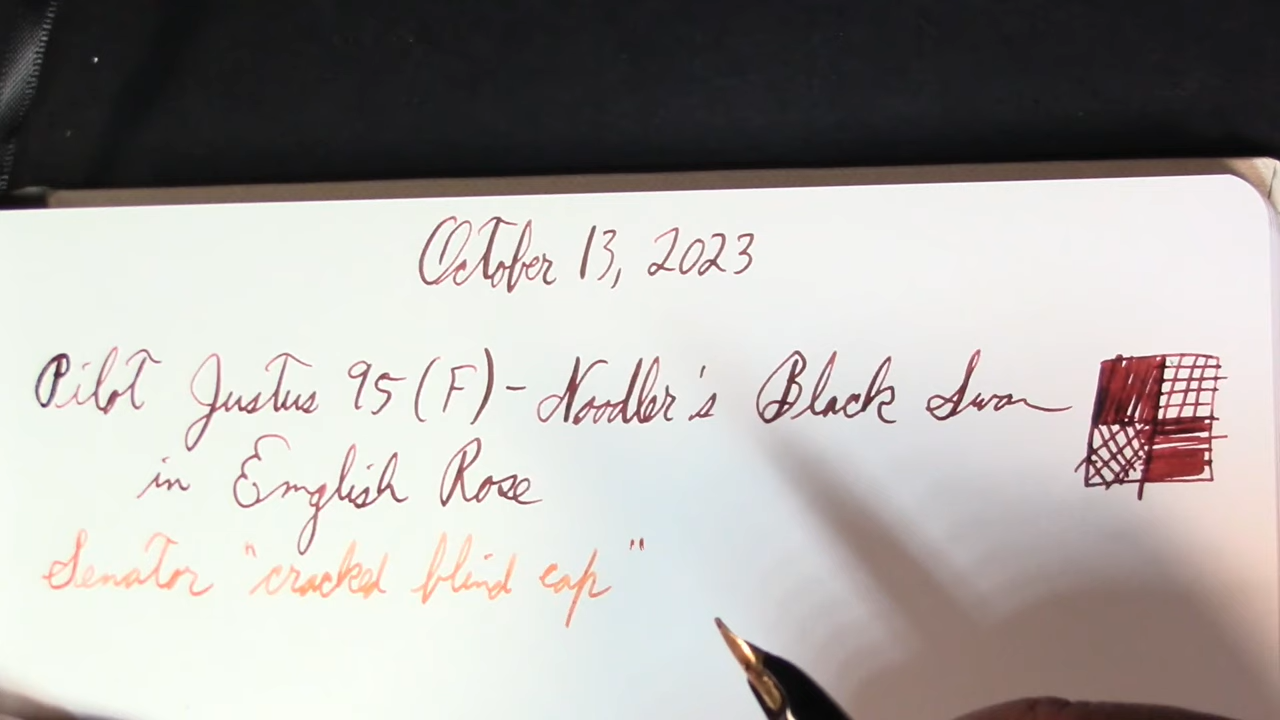 October 13, 2023
Pilot Justus 95 (F) - Noodler's Black Swan
in English Rose
Senator "cracked blind cap"